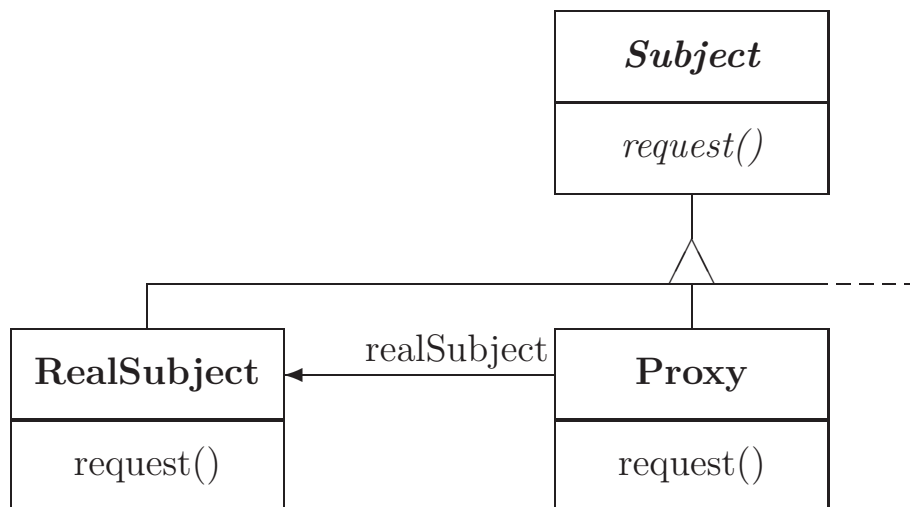 Subject
request()
realSubject
RealSubject
Proxy
request()
request()